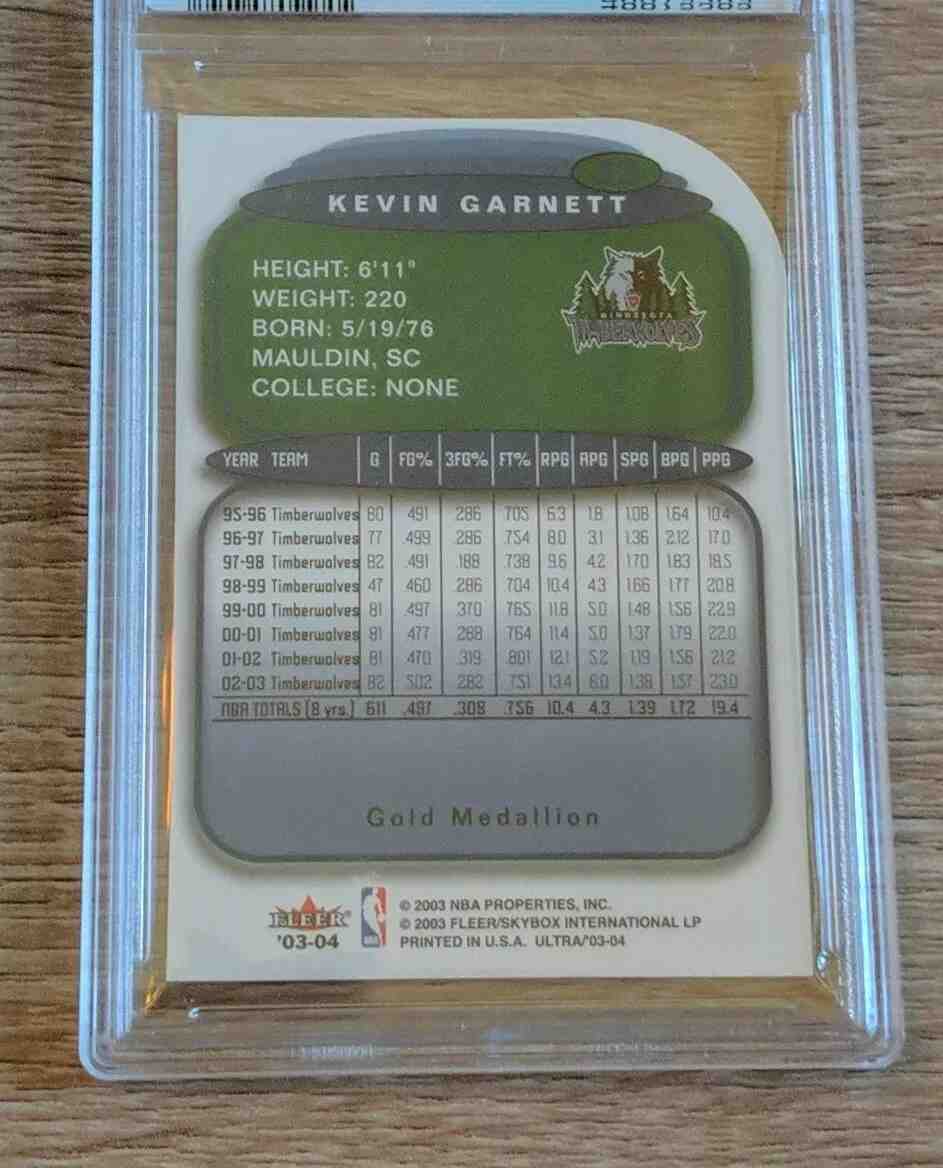 KEVIN GARNETT
HEIGHT: 6'11"
WEIGHT: 220
BORN: 5/19/76
MAULDIN, SC
COLLEGE: NONE
MINNESOTA
TIMBERWOLVES
YEAR TEAM G FG% 3FG% FT% RPG APG SPG BPG PPG
95-96 Timberwolves 80 .491 .286 .705 6.3 1.8 1.08 1.64 10.4
96-97 Timberwolves 77 .499 .286 .754 8.0 3.1 1.36 2.12 17.0
97-98 Timberwolves 82 .491 .188 .738 9.6 4.2 1.70 1.83 18.5
98-99 Timberwolves 47 .460 .286 .704 10.4 4.3 1.66 1.77 20.8
99-00 Timberwolves 81 .497 .370 .765 11.8 5.0 1.48 1.56 22.9
00-01 Timberwolves 81 .477 .288 .764 11.4 5.0 1.37 1.79 22.0
01-02 Timberwolves 81 .470 .319 .801 12.1 5.2 1.19 1.56 21.2
02-03 Timberwolves 82 .502 .282 .751 13.4 6.0 1.38 1.57 23.0
NBA TOTALS (8 yrs.) 611 .487 .308 .756 10.4 4.3 1.39 1.72 19.4
Gold Medallion
FLEER
'03-04
NBA
© 2003 NBA PROPERTIES, INC.
© 2003 FLEER/SKYBOX INTERNATIONAL LP
PRINTED IN U.S.A. ULTRA/'03-04